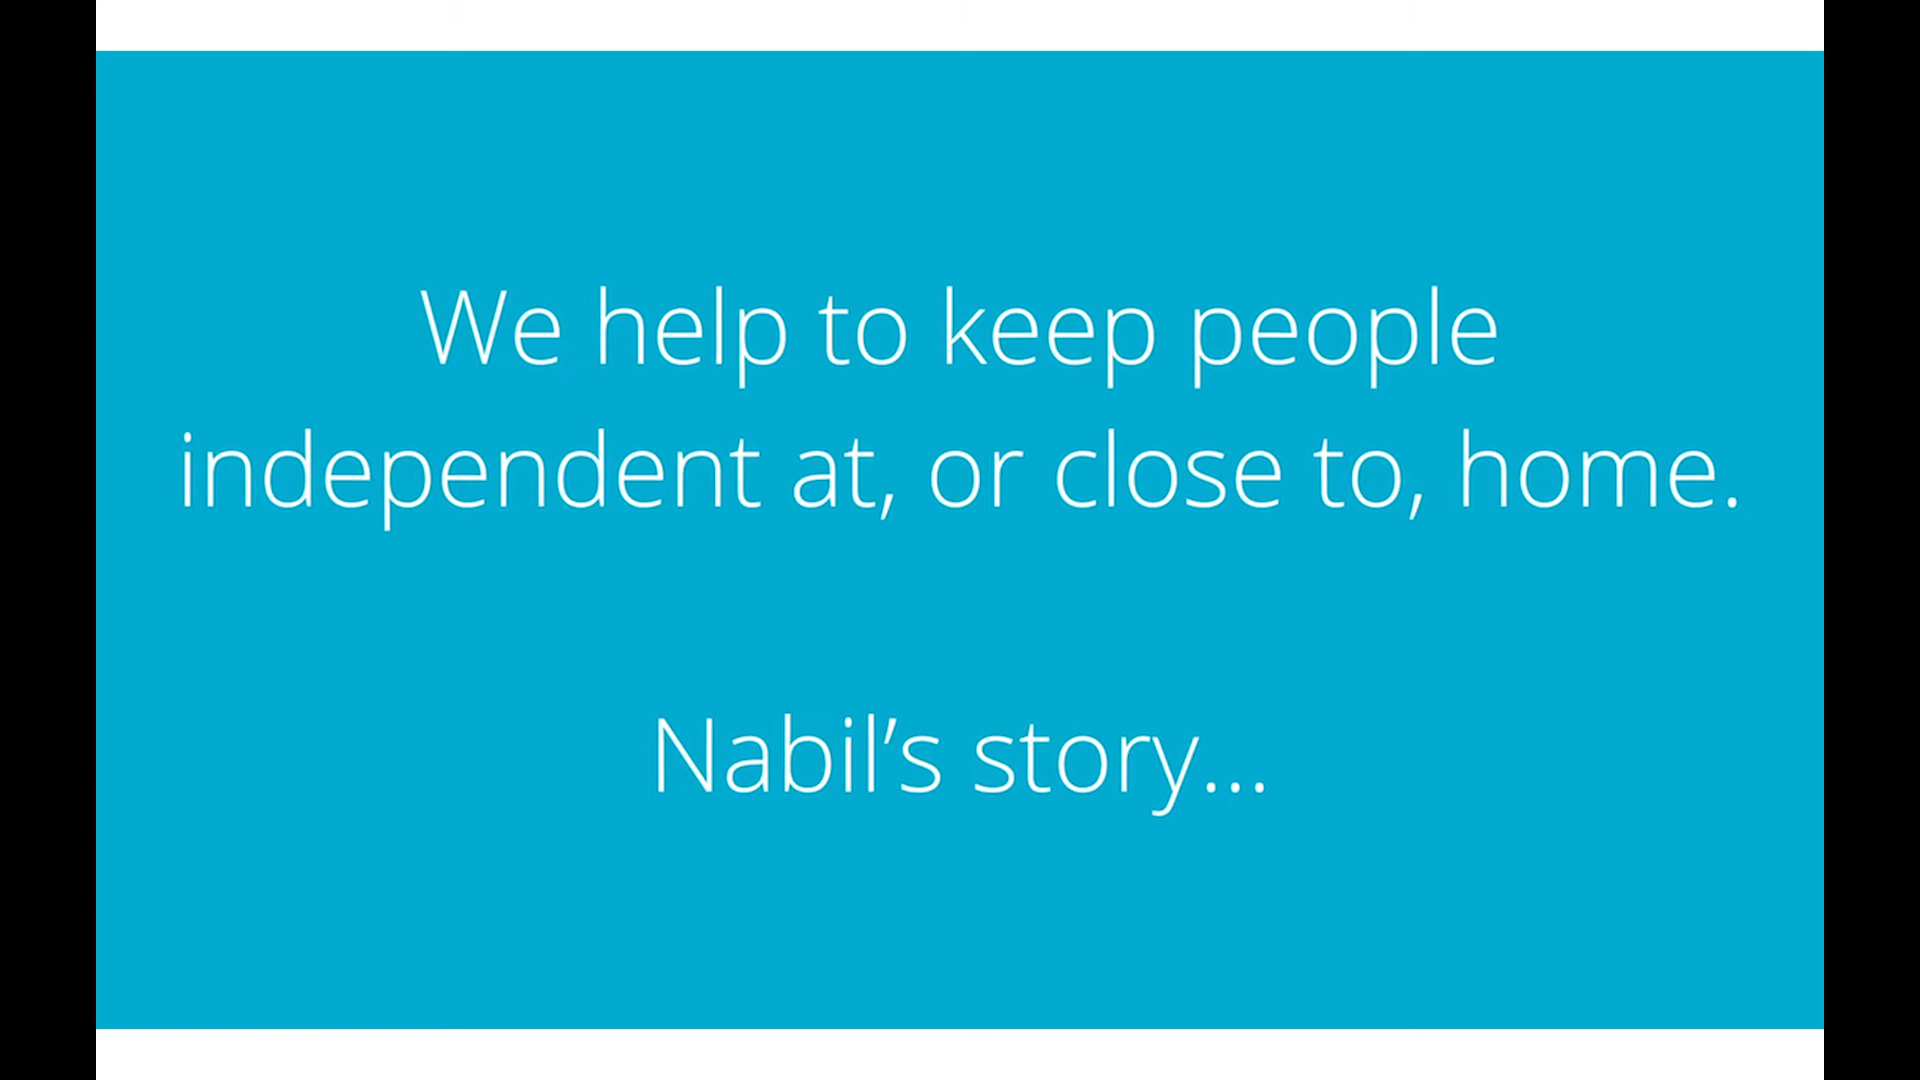 We help to keep people
independent at, or close to, home.
Nabil’s story...